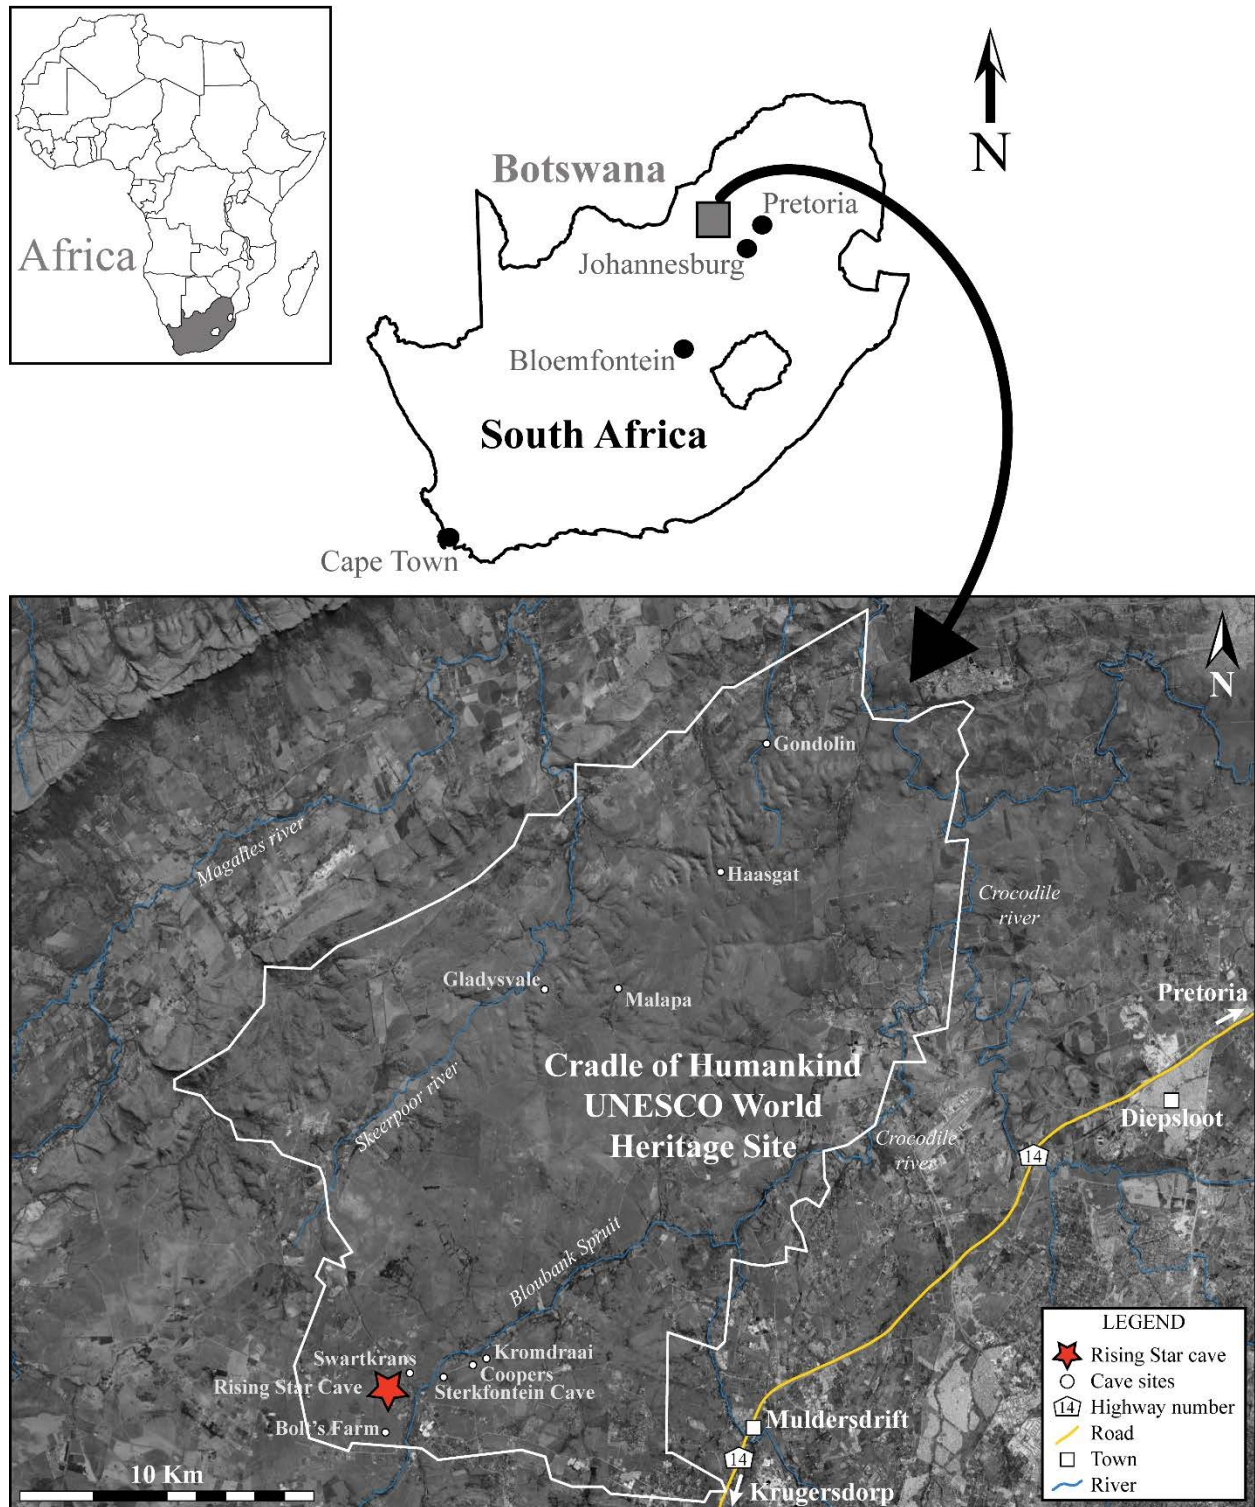 Africa
N
Botswana
Pretoria
Johannesburg
Bloemfontein
South Africa
Cape Town
N
Gondolin
Magalies river
Haasgat
Crocodile
river
Gladysvale
Malapa
Pretoria
Cradle of Humankind
UNESCO World
Heritage Site
Skeerpoor river
Diepsloot
Crocodile
river
14
Bloubank Spruit
Swartkrans
Kromdraai
Coopers
Rising Star Cave
Sterkfontein Cave
Bolt's Farm
Muldersdrift
14
Krugersdorp
10 Km
LEGEND
Rising Star cave
Cave sites
14 Highway number
Road
Town
River